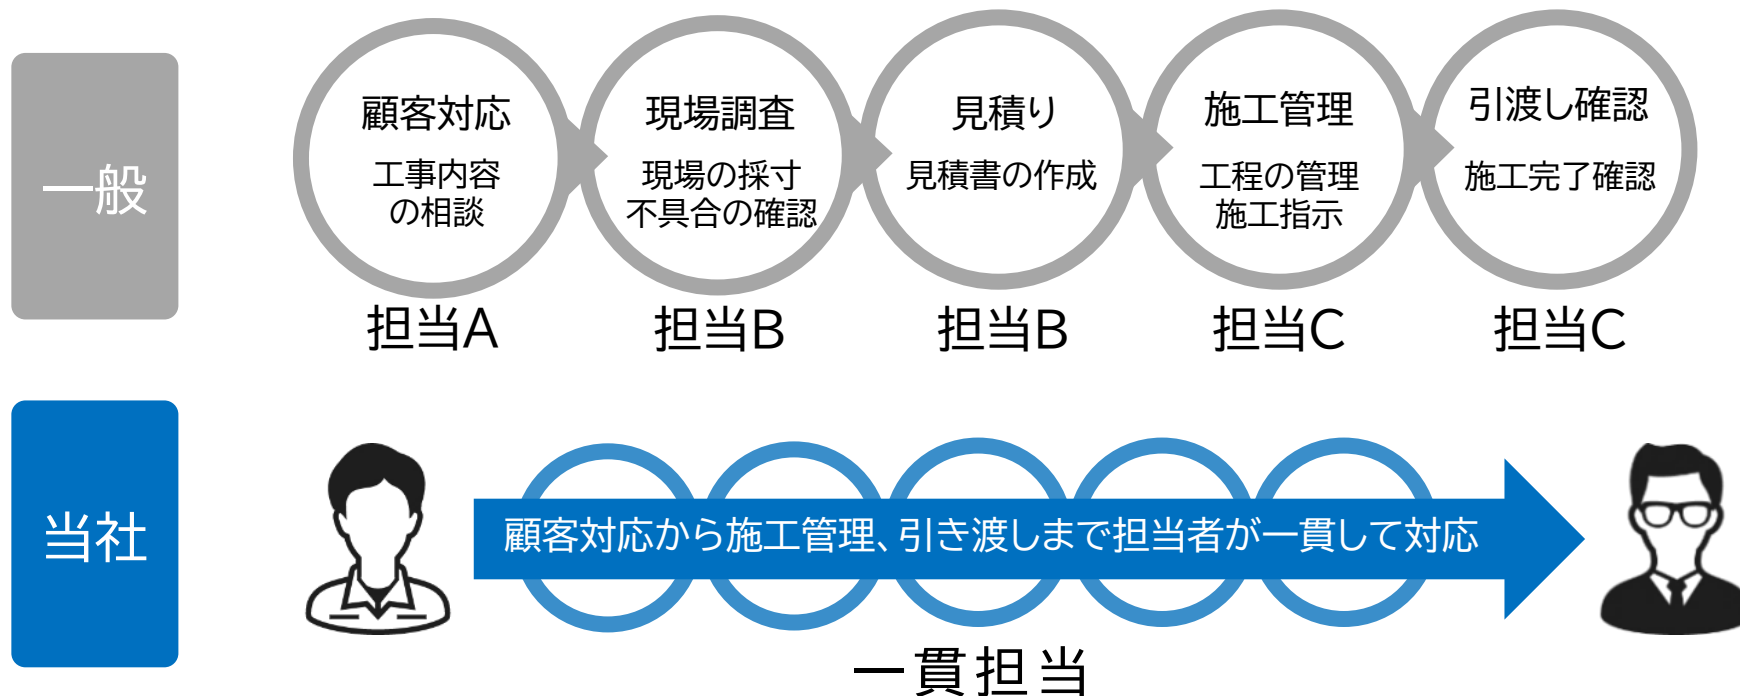 一般
顧客対応
工事内容
の相談
担当A
現場調査
現場の採寸
不具合の確認
担当B
見積り
見積書の作成
担当B
施工管理
工程の管理
施工指示
担当C
引渡し確認
施工完了確認
担当C
当社
顧客対応から施工管理、引き渡しまで担当者が一貫して対応
一貫担当